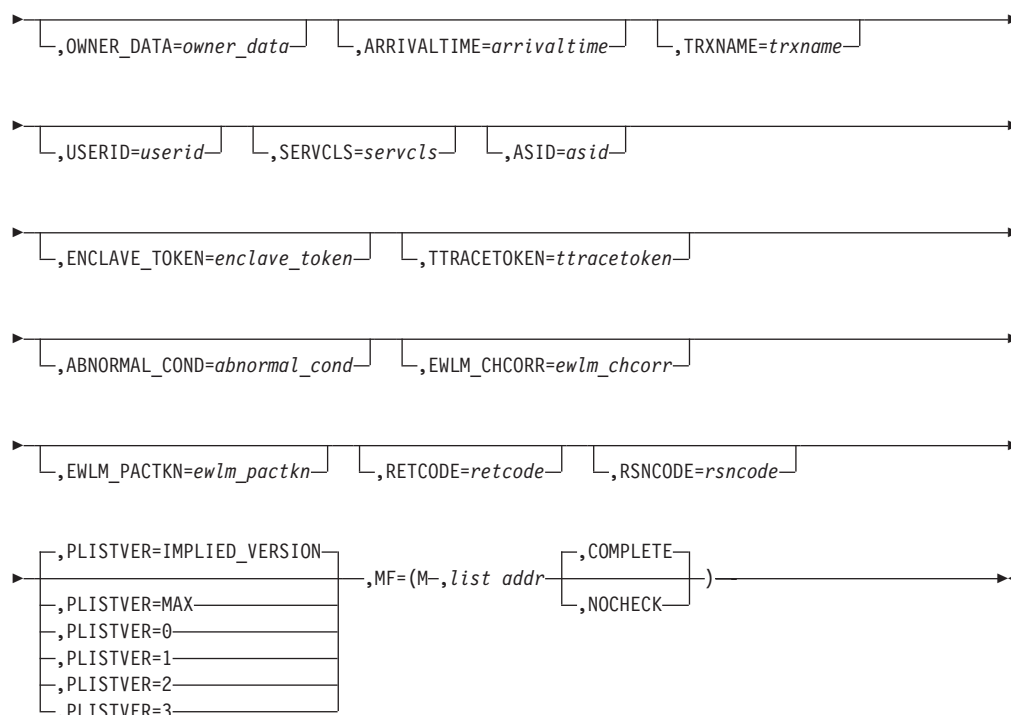 ,OWNER_DATA=owner_data ,ARRIVALTIME=arrivaltime ,TRXNAME=trxname
,USERID=userid ,SERVCLS=servcls ,ASID=asid
,ENCLAVE_TOKEN=enclave_token ,TTRACETOKEN=ttracetoken
,ABNORMAL_COND=abnormal_cond ,EWLM_CHCORR=ewlm_chcorr
,EWLM_PACTKN=ewlm_pactkn ,RETCODE=retcode ,RSNCODE=rsncode
,PLISTVER=IMPLIED_VERSION ,COMPLETE
,MF=(M ,list addr )
,PLISTVER=MAX ,NOCHECK
,PLISTVER=0
,PLISTVER=1
,PLISTVER=2
,PLISTVER=3